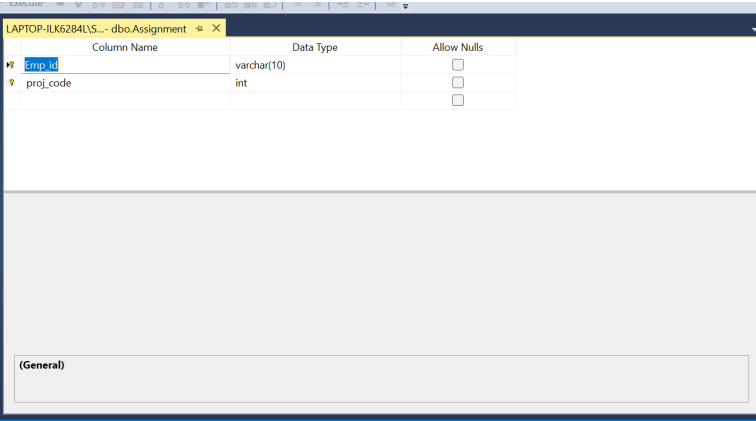 Execute
LAPTOP-ILK6284L\S...- dbo.Assignment
Column Name Data Type Allow Nulls
Emp_id varchar(10)
proj_code int
(General)